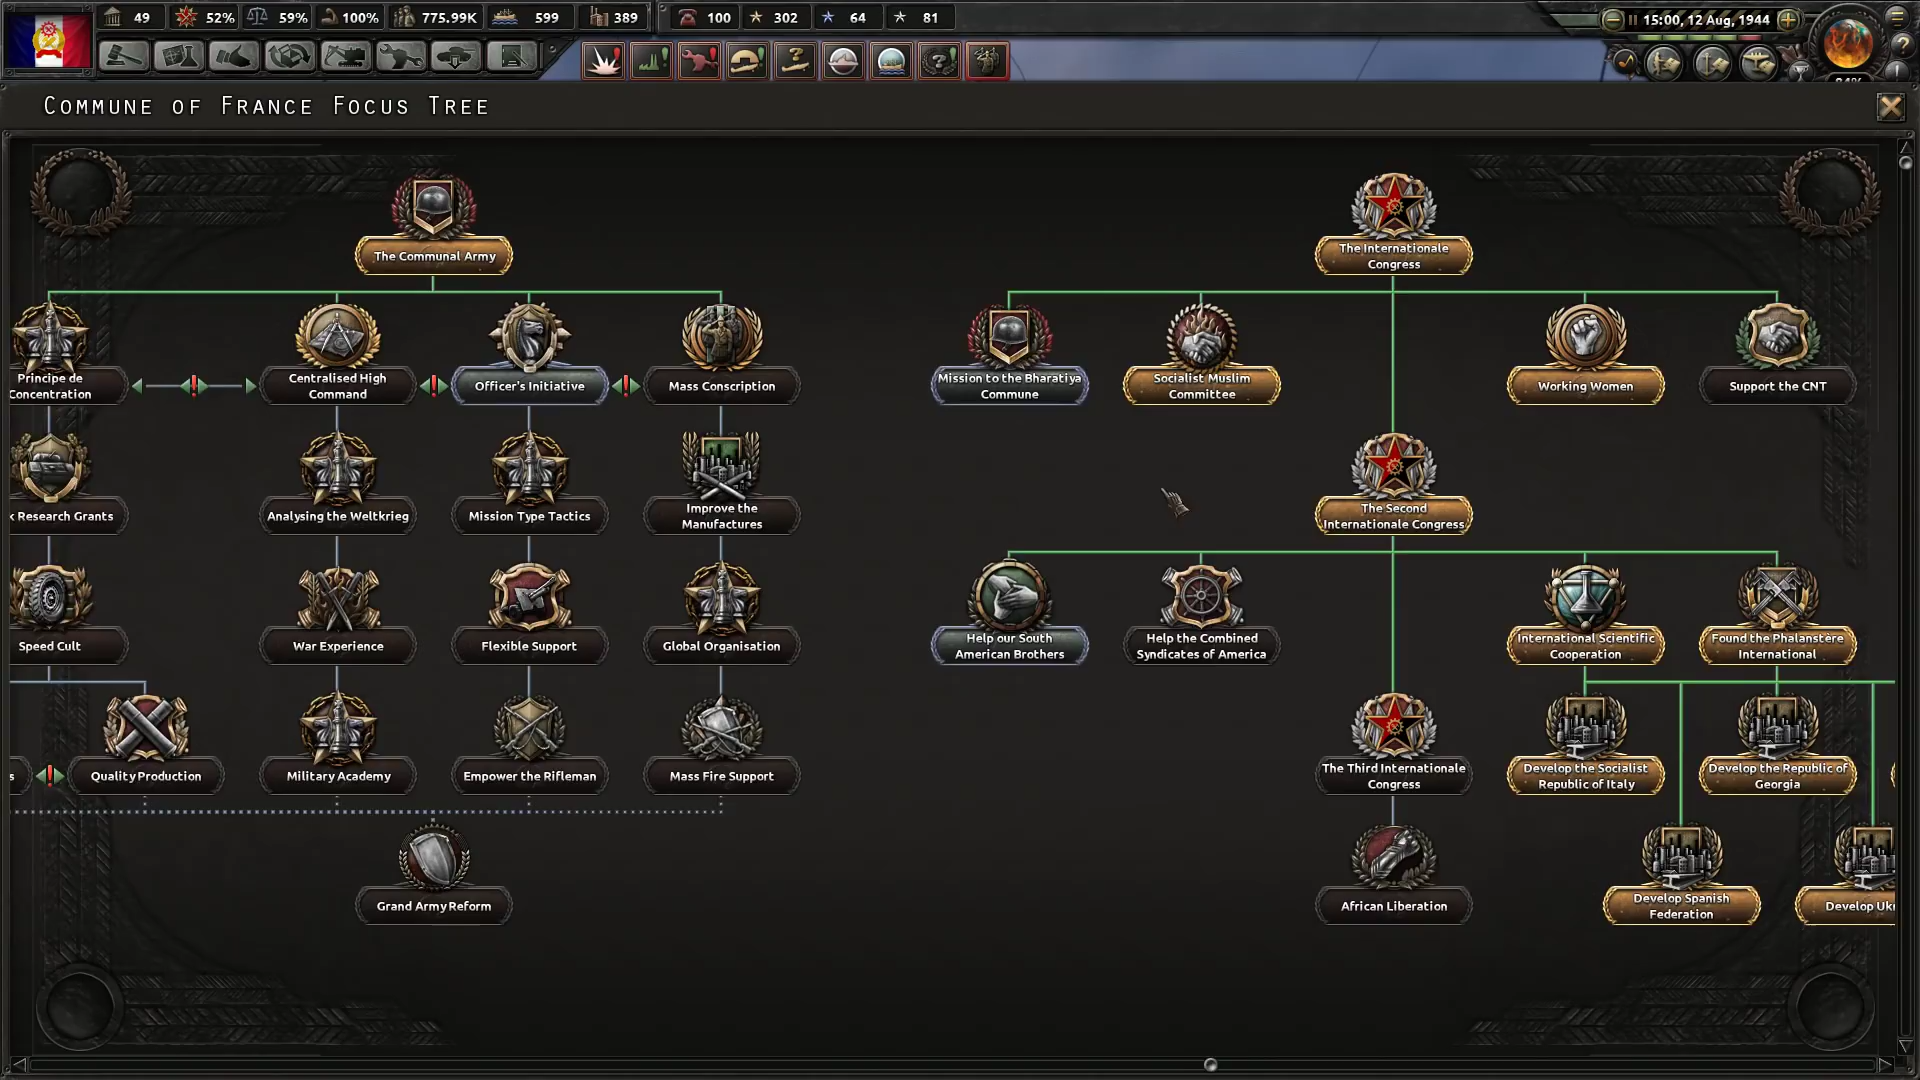 49
52%
59%
100%
775.99K
599
389
100
302
64
81
15:00, 12 Aug, 1944
COMMUNE OF FRANCE FOCUS TREE
The Communal Army
The Internationale
Congress
Principe de
Concentration
Centralised High
Command
Officer's Initiative
Mass Conscription
Mission to the Bharatiya
Commune
Socialist Muslim
Committee
Working Women
Support the CNT
Research Grants
Analysing the Weltkrieg
Mission Type Tactics
Improve the
Manufactures
The Second
Internationale Congress
Speed Cult
War Experience
Flexible Support
Global Organisation
Help our South
American Brothers
Help the Combined
Syndicates of America
International Scientific
Cooperation
Found the Phalanstère
International
Quality Production
Military Academy
Empower the Rifleman
Mass Fire Support
The Third Internationale
Congress
Develop the Socialist
Republic of Italy
Develop the Republic of
Georgia
Grand Army Reform
African Liberation
Develop Spanish
Federation
Develop Uk